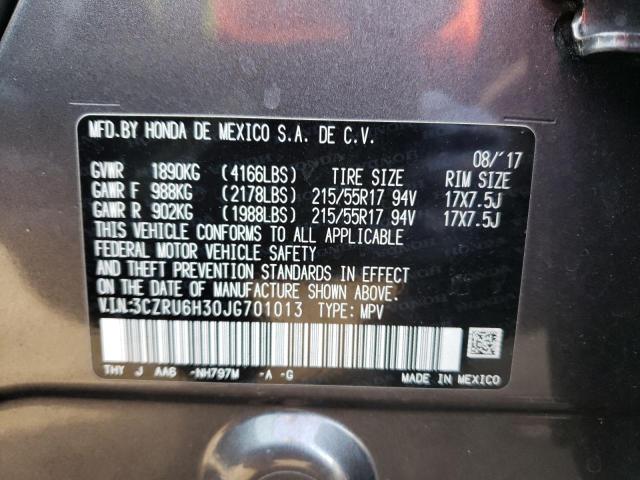 MFD.BY HONDA DE MEXICO S.A. DE C.V.
08/'17
GVWR 1890KG (4166LBS) TIRE SIZE RIM SIZE
GAWR F 988KG (2178LBS) 215/55R17 94V 17X7.5J
GAWR R 902KG (1988LBS) 215/55R17 94V 17X7.5J
THIS VEHICLE CONFORMS TO ALL APPLICABLE
FEDERAL MOTOR VEHICLE SAFETY
AND THEFT PREVENTION STANDARDS IN EFFECT
ON THE DATE OF MANUFACTURE SHOWN ABOVE.
V.I.N:3CZRU6H30JG701013 TYPE: MPV
THY J AA6 -NH797M -A -G
MADE IN MEXICO